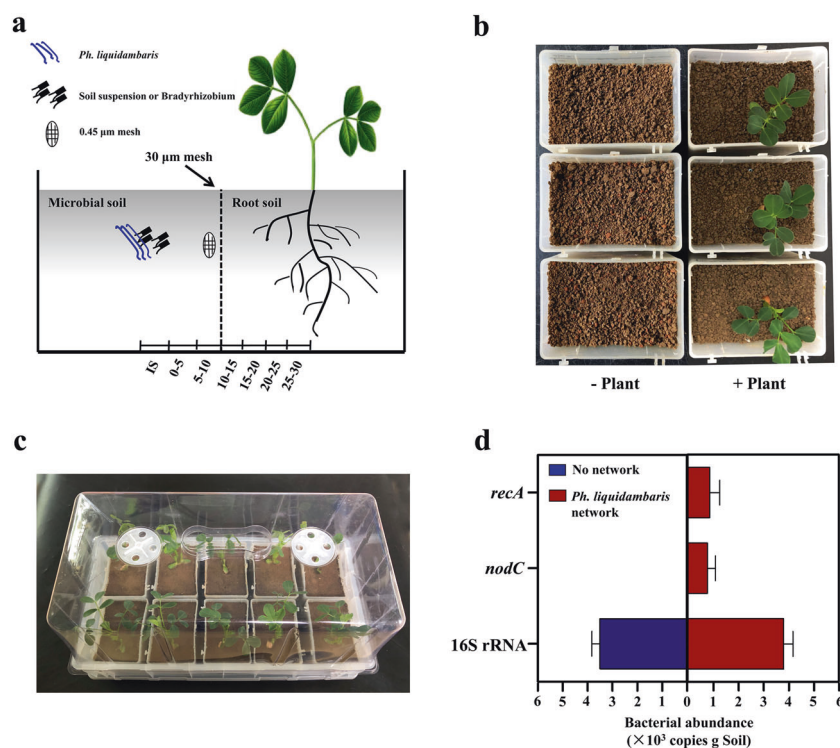 a
Ph. liquidambaris
Soil suspension or Bradyrhizobium
0.45 μm mesh
30 μm mesh
Microbial soil
Root soil
IS
0-5
5-10
10-15
15-20
20-25
25-30
b
- Plant
+ Plant
c
d
No network
Ph. liquidambaris
network
recA
nodC
16S rRNA
6 5 4 3 2 1 0 1 2 3 4 5 6
Bacterial abundance
(×10³ copies g Soil)